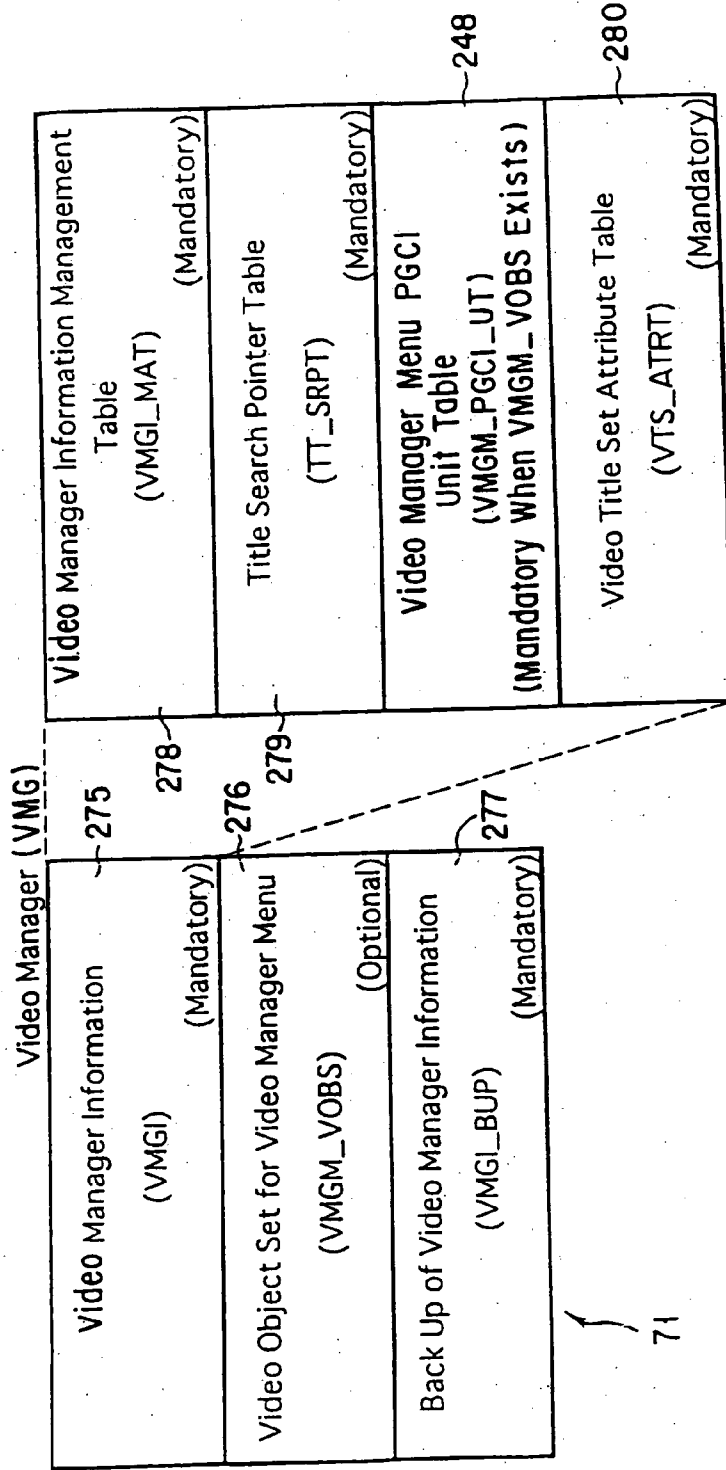 Video Manager (VMG)
Video Manager Information
(VMGI)
(Mandatory)
275
Video Object Set for Video Manager Menu
(VMGM_VOBS)
(Optional)
276
Back Up of Video Manager Information
(VMGI_BUP)
(Mandatory)
277
71
Video Manager Information Management
Table
(VMGI_MAT)
(Mandatory)
278
Title Search Pointer Table
(TT_SRPT)
(Mandatory)
279
Video Manager Menu PGCI
Unit Table
(VMGM_PGCI_UT)
(Mandatory When VMGM_VOBS Exists)
248
Video Title Set Attribute Table
(VTS_ATRT)
(Mandatory)
280